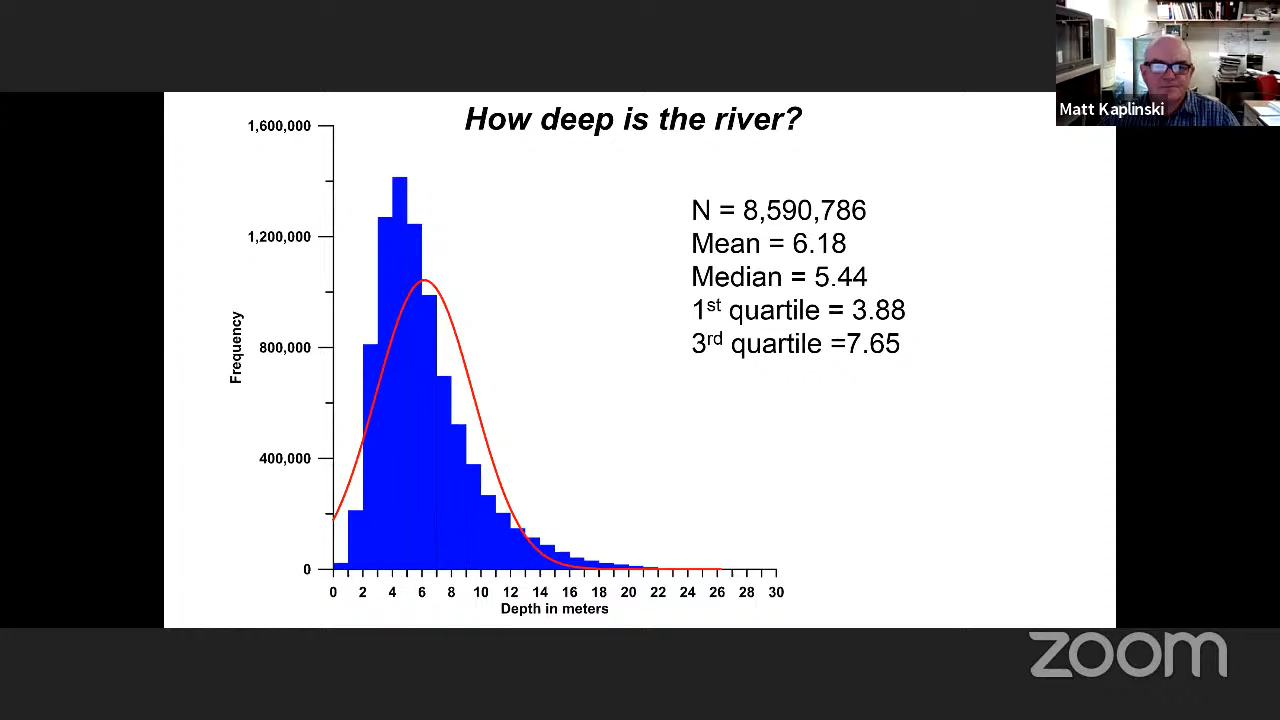 Matt Kaplinski
How deep is the river?
1,600,000
1,200,000
800,000
400,000
0
Frequency
0 2 4 6 8 10 12 14 16 18 20 22 24 26 28 30
Depth in meters
N = 8,590,786
Mean = 6.18
Median = 5.44
1st quartile = 3.88
3rd quartile =7.65
zoom